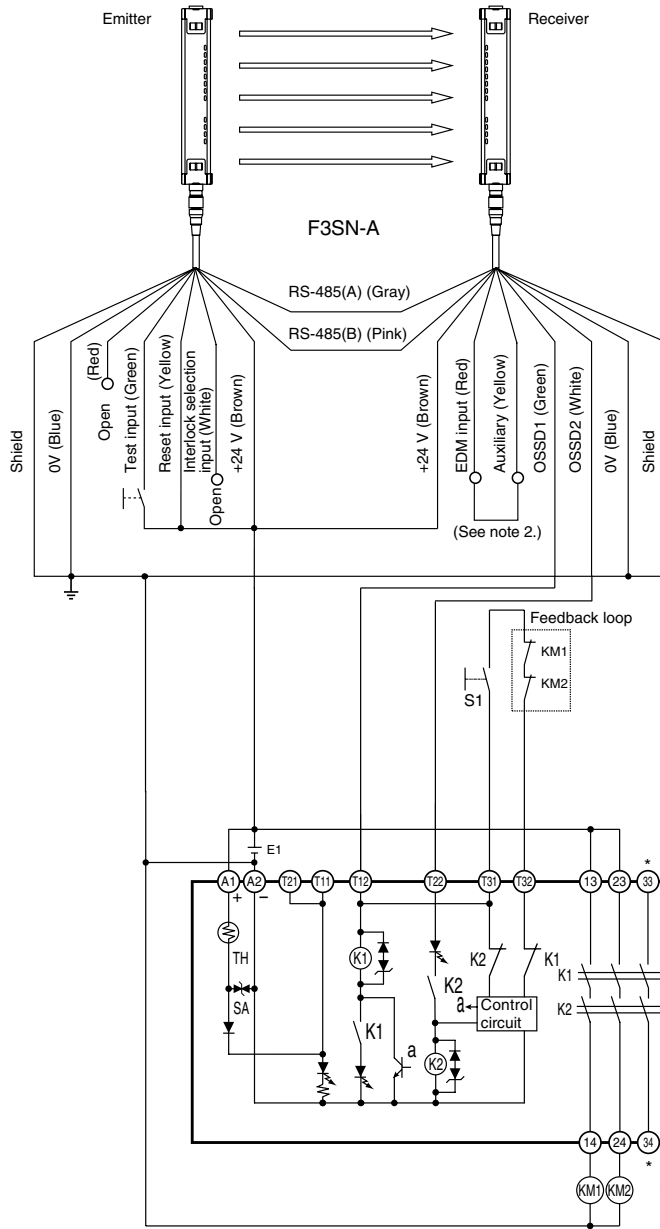 Emitter
Receiver
F3SN-A
RS-485(A) (Gray)
RS-485(B) (Pink)
Shield
0V (Blue)
Open
(Red)
Test input (Green)
Reset input (Yellow)
Interlock selection
input (White)
Open
+24 V (Brown)
+24 V (Brown)
EDM input (Red)
Auxiliary (Yellow)
OSSD1 (Green)
OSSD2 (White)
0V (Blue)
Shield
(See note 2.)
Feedback loop
KM1
KM2
S1
E1
*
A1
A2
T21
T11
T12
T22
T31
T32
13
23
33
+
−
TH
SA
K1
K1
a
K2
K2
K2
K1
a
Control
circuit
K1
K2
14
24
34
*
KM1
KM2